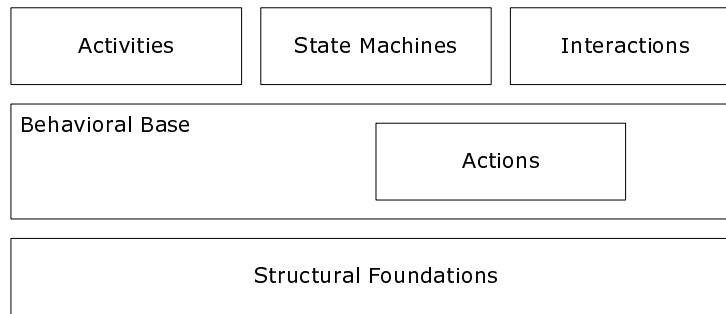 Activities
State Machines
Interactions
Behavioral Base
Actions
Structural Foundations